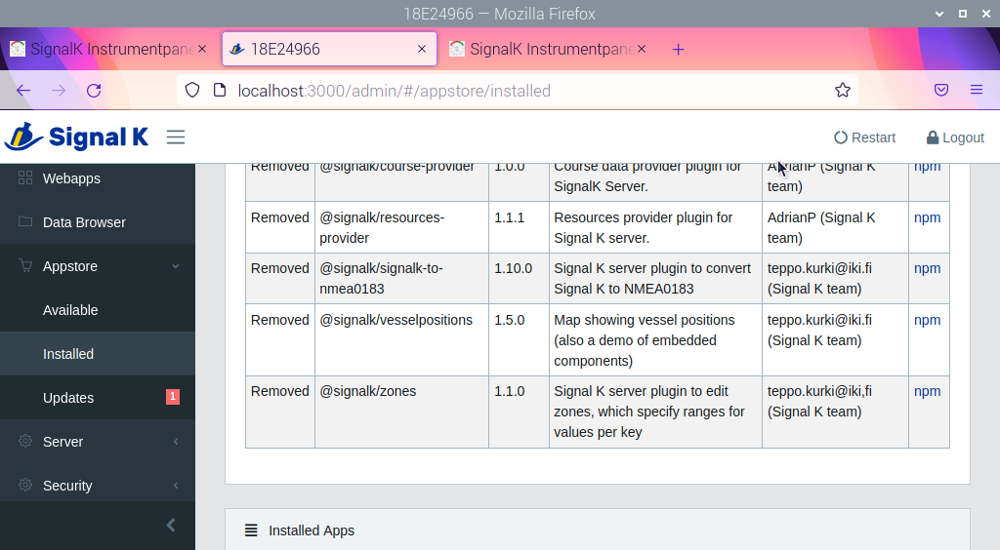 18E24966 — Mozilla Firefox
SignalK Instrumentpane
18E24966
SignalK Instrumentpane
localhost:3000/admin/#/appstore/installed
Signal K
Restart
Logout
Webapps
Data Browser
Appstore
Available
Installed
Updates 1
Server
Security
Removed @signalk/course-provider 1.0.0 Course data provider plugin for AdrianP (Signal K npm
SignalK Server. team)
Removed @signalk/resources- 1.1.1 Resources provider plugin for AdrianP (Signal K npm
provider Signal K server. team)
Removed @signalk/signalk-to- 1.10.0 Signal K server plugin to convert teppo.kurki@iki.fi npm
nmea0183 Signal K to NMEA0183 (Signal K team)
Removed @signalk/vesselpositions 1.5.0 Map showing vessel positions teppo.kurki@iki.fi npm
(also a demo of embedded (Signal K team)
components)
Removed @signalk/zones 1.1.0 Signal K server plugin to edit teppo.kurki@iki,fi npm
zones, which specify ranges for (Signal K team)
values per key
Installed Apps